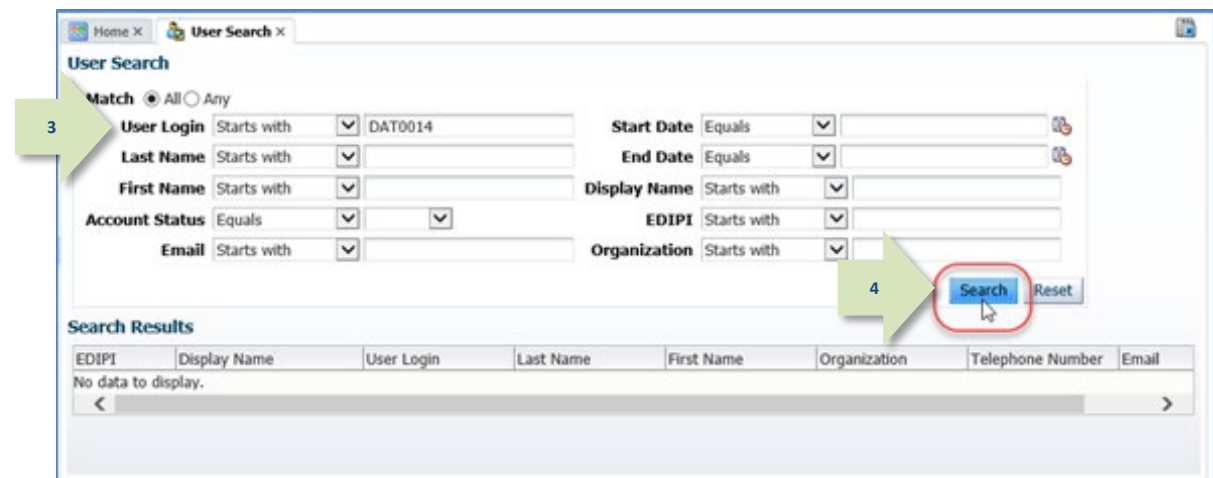 Home × User Search ×
User Search
Match All Any
3
User Login Starts with DAT0014 Start Date Equals
Last Name Starts with End Date Equals
First Name Starts with Display Name Starts with
Account Status Equals EDIPI Starts with
Email Starts with Organization Starts with
4 Search Reset
Search Results
EDIPI Display Name User Login Last Name First Name Organization Telephone Number Email
No data to display.